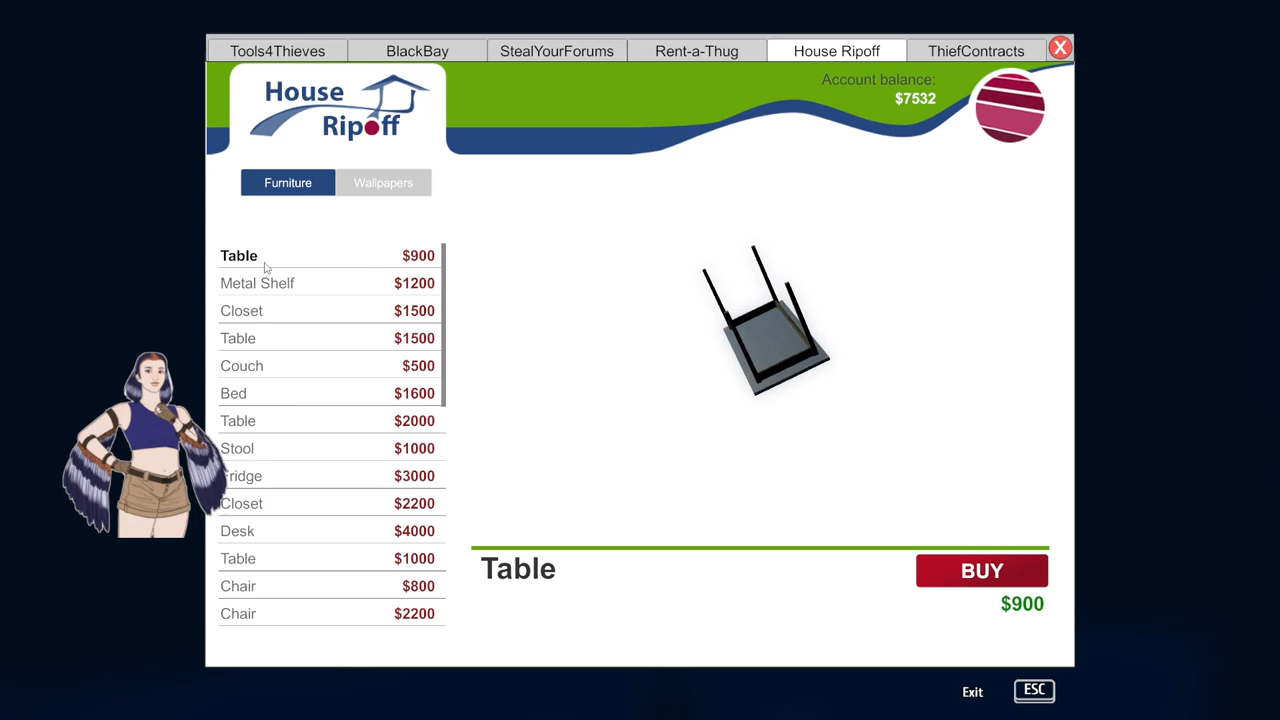 Tools4Thieves
BlackBay
StealYourForums
Rent-a-Thug
House Ripoff
ThiefContracts
X
House
Ripoff
Account balance:
$7532
Furniture
Wallpapers
Table $900
Metal Shelf $1200
Closet $1500
Table $1500
Couch $500
Bed $1600
Table $2000
Stool $1000
Fridge $3000
Closet $2200
Desk $4000
Table $1000
Chair $800
Chair $2200
Table
BUY
$900
Exit
ESC